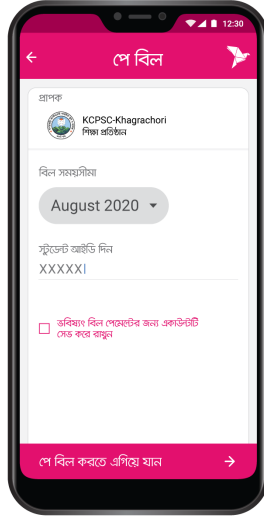 12:30
পে বিল
প্রাপক
KCPSC-Khagrachori
শিক্ষা প্রতিষ্ঠান
বিল সময়সীমা
August 2020
স্টুডেন্ট আইডি দিন
XXXXX
ভবিষ্যৎ বিল পেমেন্টের জন্য একাউন্টটি
সেভ করে রাখুন
পে বিল করতে এগিয়ে যান